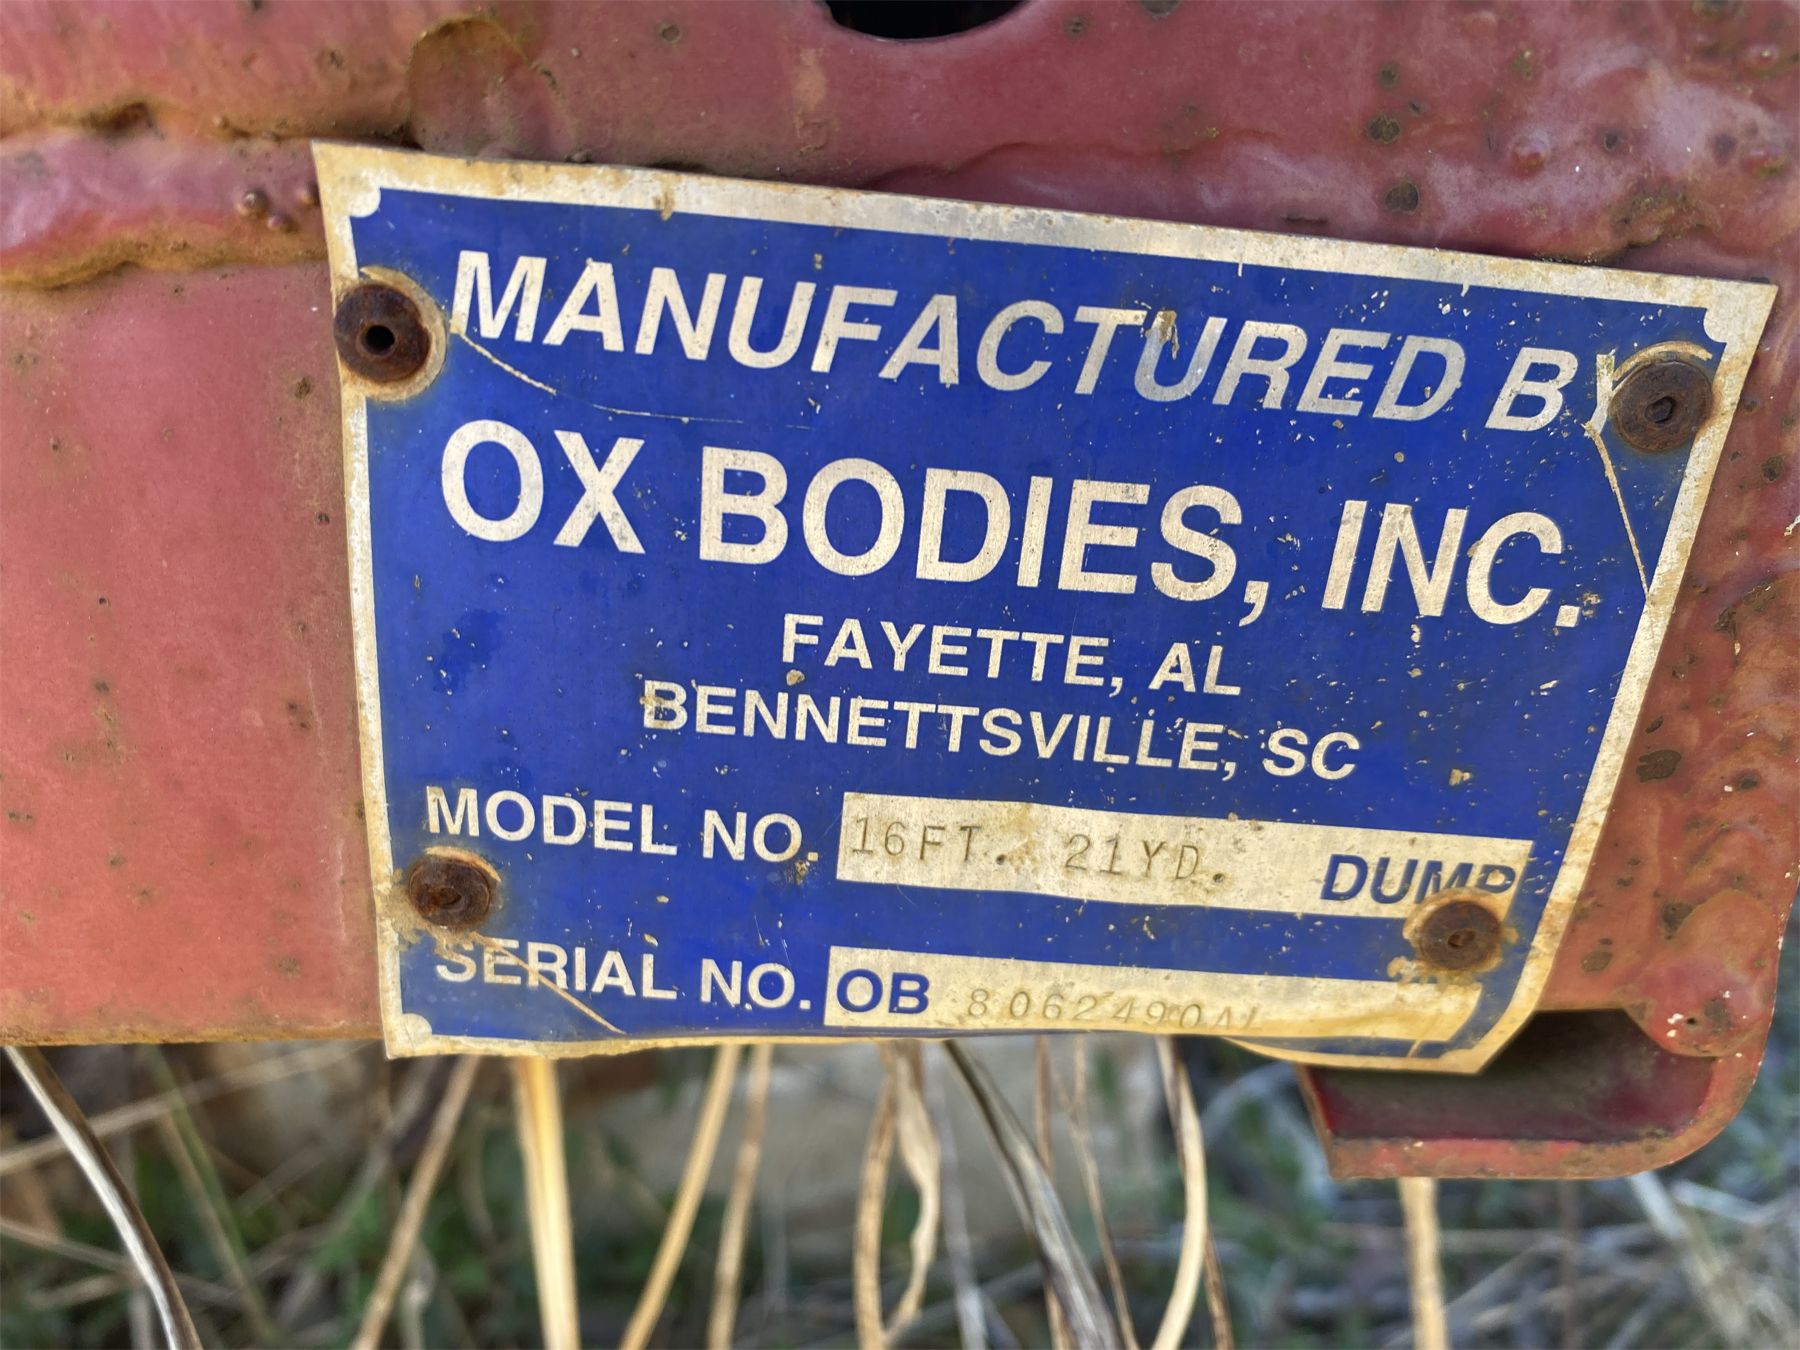 MANUFACTURED BY
OX BODIES, INC.
FAYETTE, AL
BENNETTSVILLE, SC
MODEL NO. 16FT. 21YD. DUMP
SERIAL NO. OB 8062490AL